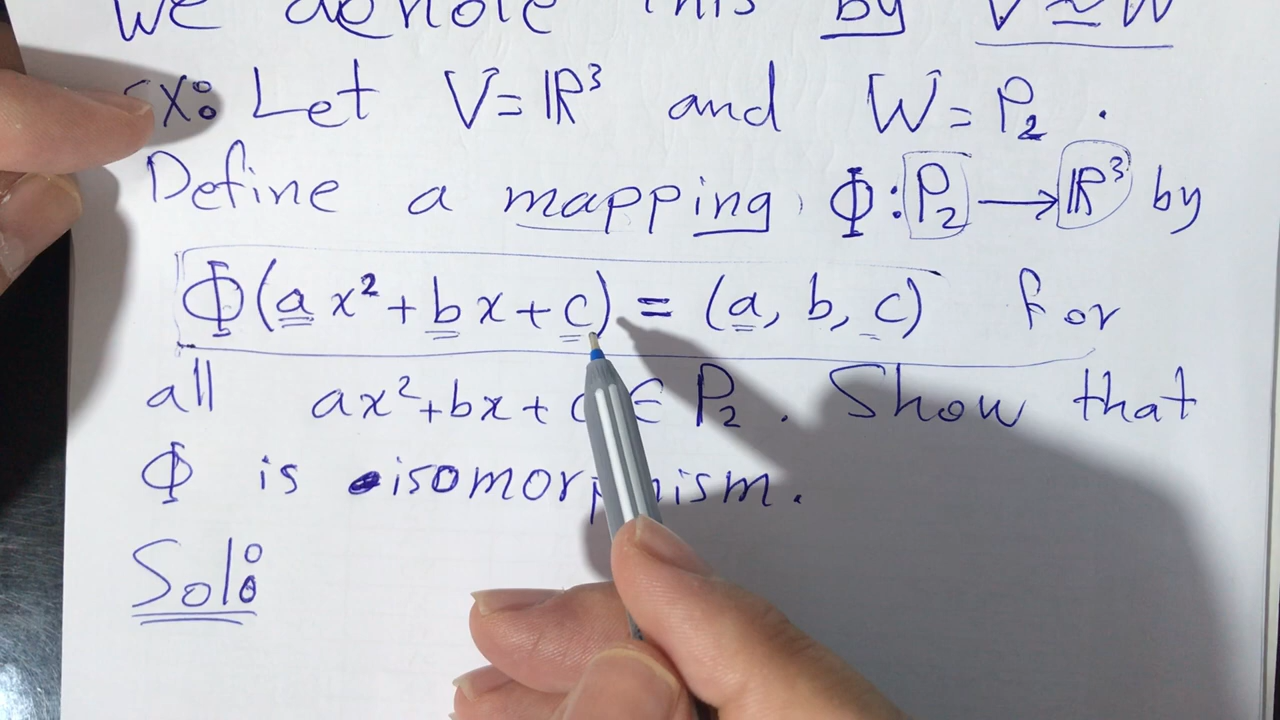 We denote this by V ≃ W
Ex: Let V = ℝ³ and W = P₂ .
Define a mapping Φ : P₂ → ℝ³ by
Φ(ax² + bx + c) = (a, b, c) for
all ax² + bx + c ∈ P₂ . Show that
Φ is isomorphism.
Sol: